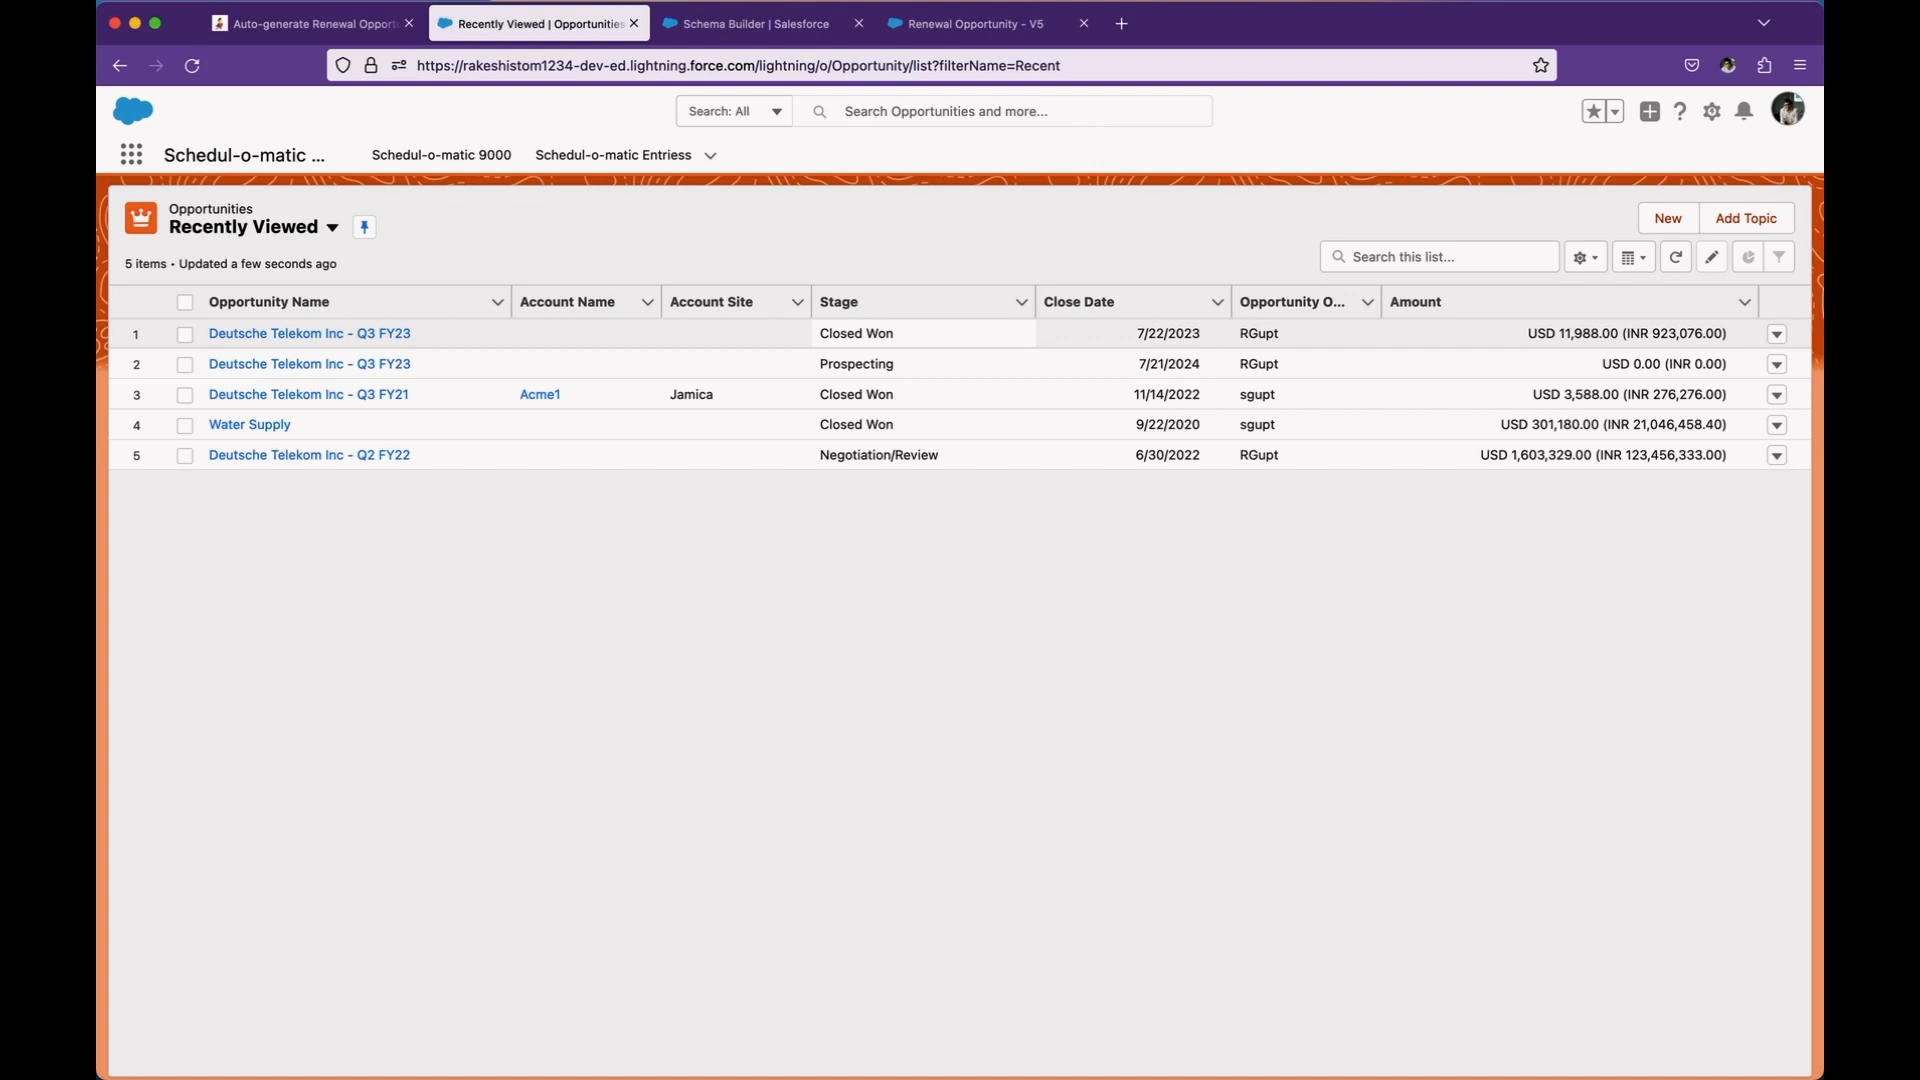 Auto-generate Renewal Opport
Recently Viewed | Opportunities
Schema Builder | Salesforce
Renewal Opportunity - V5
https://rakeshistom1234-dev-ed.lightning.force.com/lightning/o/Opportunity/list?filterName=Recent
Search: All
Search Opportunities and more...
Schedul-o-matic ...
Schedul-o-matic 9000
Schedul-o-matic Entriess
Opportunities
Recently Viewed
New
Add Topic
5 items • Updated a few seconds ago
Search this list...
Opportunity Name Account Name Account Site Stage Close Date Opportunity O... Amount
1 Deutsche Telekom Inc - Q3 FY23 Closed Won 7/22/2023 RGupt USD 11,988.00 (INR 923,076.00)
2 Deutsche Telekom Inc - Q3 FY23 Prospecting 7/21/2024 RGupt USD 0.00 (INR 0.00)
3 Deutsche Telekom Inc - Q3 FY21 Acme1 Jamica Closed Won 11/14/2022 sgupt USD 3,588.00 (INR 276,276.00)
4 Water Supply Closed Won 9/22/2020 sgupt USD 301,180.00 (INR 21,046,458.40)
5 Deutsche Telekom Inc - Q2 FY22 Negotiation/Review 6/30/2022 RGupt USD 1,603,329.00 (INR 123,456,333.00)